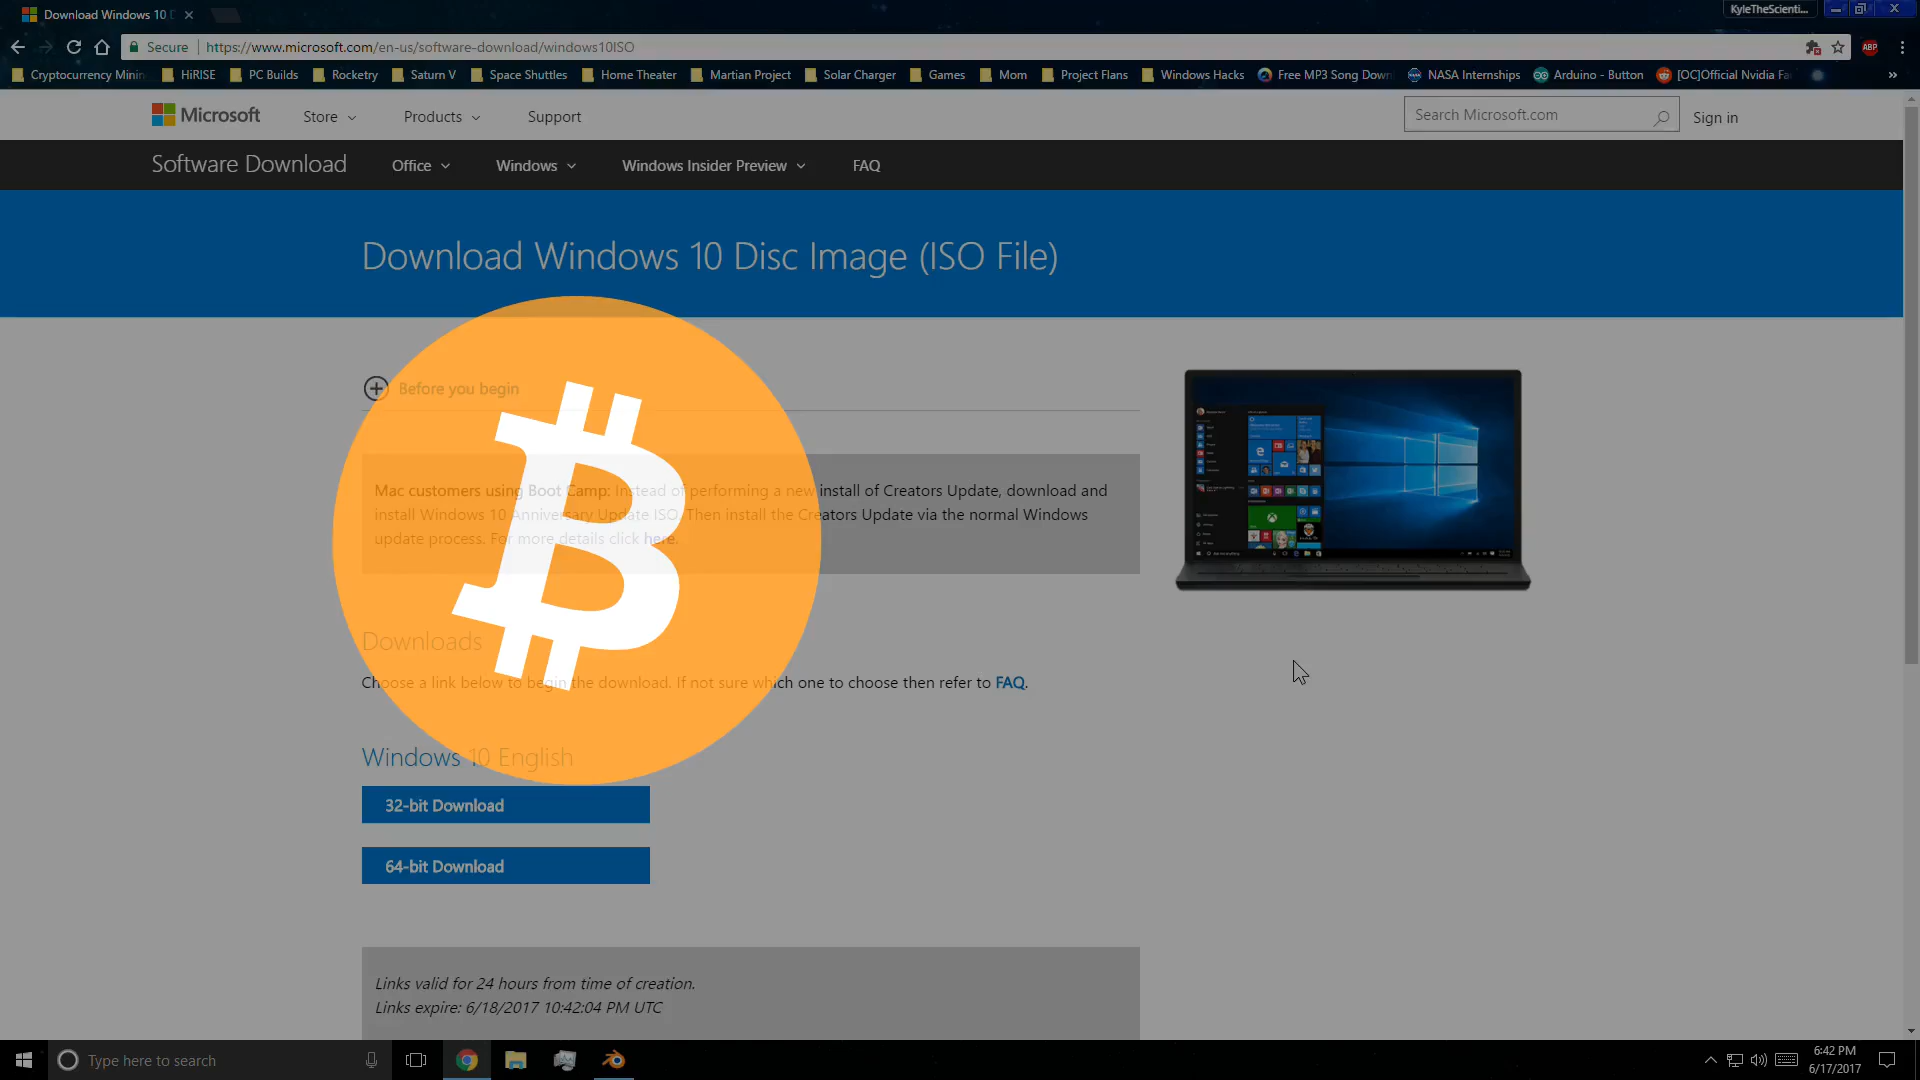 Download Windows 10
KyleTheScienti...
Secure
https://www.microsoft.com/en-us/software-download/windows10ISO
ABP
Cryptocurrency Minin
HiRISE
PC Builds
Rocketry
Saturn V
Space Shuttles
Home Theater
Martian Project
Solar Charger
Games
Mom
Project Plans
Windows Hacks
Free MP3 Song Down
NASA Internships
Arduino - Button
[OC]Official Nvidia Fa
»
Microsoft
Store
Products
Support
Search Microsoft.com
Sign in
Software Download
Office
Windows
Windows Insider Preview
FAQ
Download Windows 10 Disc Image (ISO File)
Before you begin
Mac customers using Boot Camp: Instead of performing a new install of Creators Update, download and
install Windows 10 Anniversary Update ISO. Then install the Creators Update via the normal Windows
update process. For more details click here.
Downloads
Choose a link below to begin the download. If not sure which one to choose then refer to FAQ.
Windows 10 English
32-bit Download
64-bit Download
Links valid for 24 hours from time of creation.
Links expire: 6/18/2017 10:42:04 PM UTC
Type here to search
6:42 PM
6/17/2017